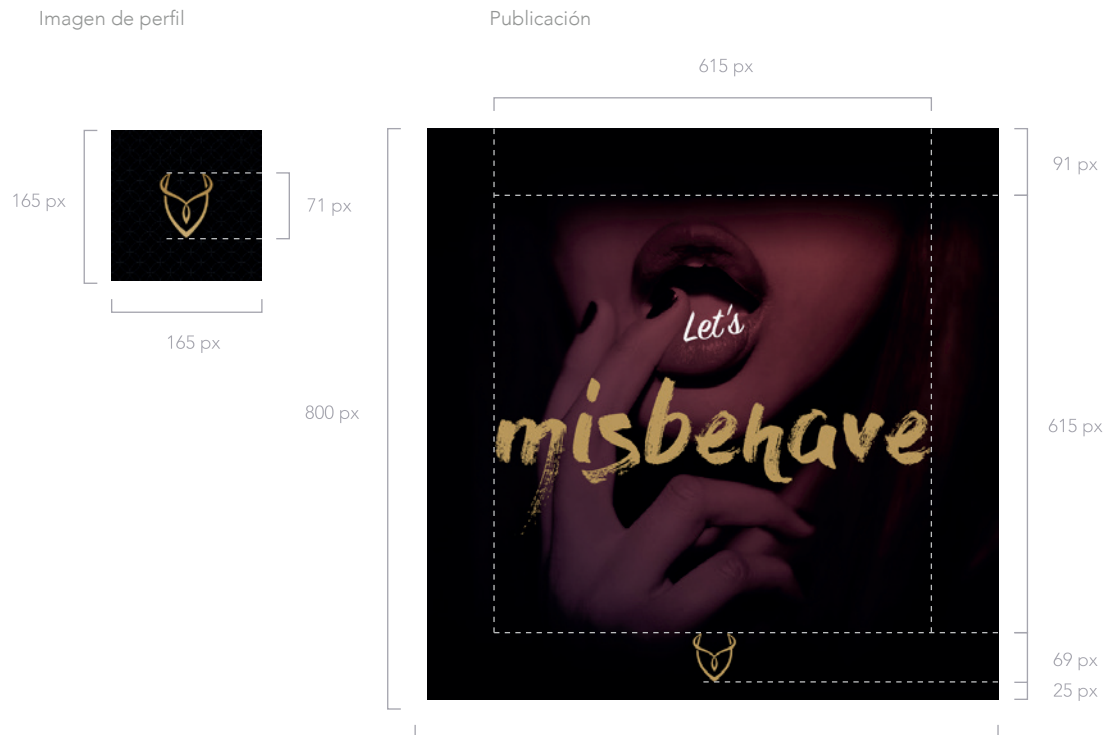 Imagen de perfil
Publicación
615 px
91 px
165 px
71 px
165 px
Let's
misbehave
800 px
615 px
69 px
25 px